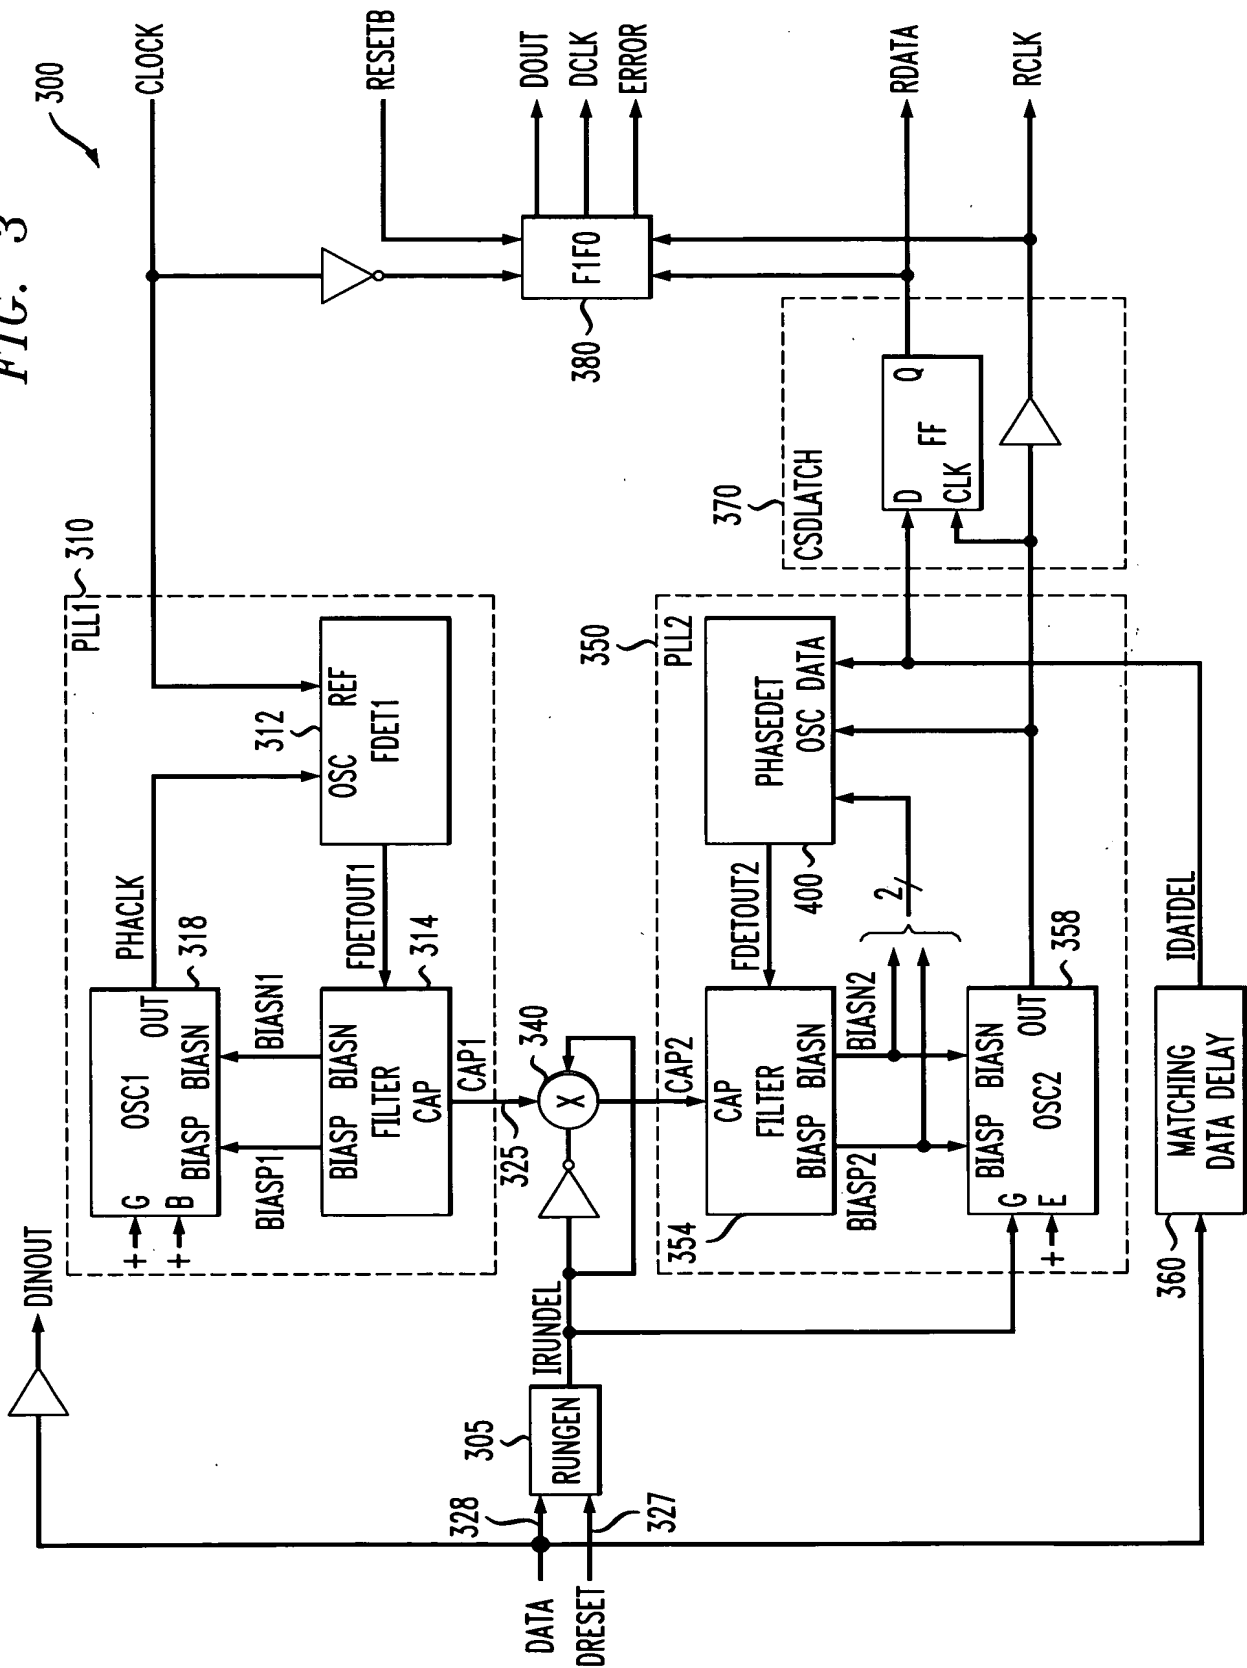 FIG. 3
300
CLOCK
RESETB
DOUT
DCLK
ERROR
RDATA
RCLK
F1F0
380
370
CSDLATCH
D
Q
FF
CLK
PLL1
310
312
OSC
REF
FDET1
PHACLK
FDETOUT1
318
OSC1
OUT
G
B
BIASP
BIASN
+
+
BIASP1
BIASN1
314
BIASP
BIASN
FILTER
CAP
CAP1
325
340
X
CAP2
350
PLL2
PHASEDET
OSC
DATA
400
FDETOUT2
2
354
CAP
FILTER
BIASP
BIASN
BIASP2
BIASN2
358
BIASP
BIASN
OSC2
OUT
G
E
+
360
MATCHING
DATA DELAY
IDATDEL
DINOUT
IRUNDEL
305
RUNGEN
328
327
DATA
DRESET